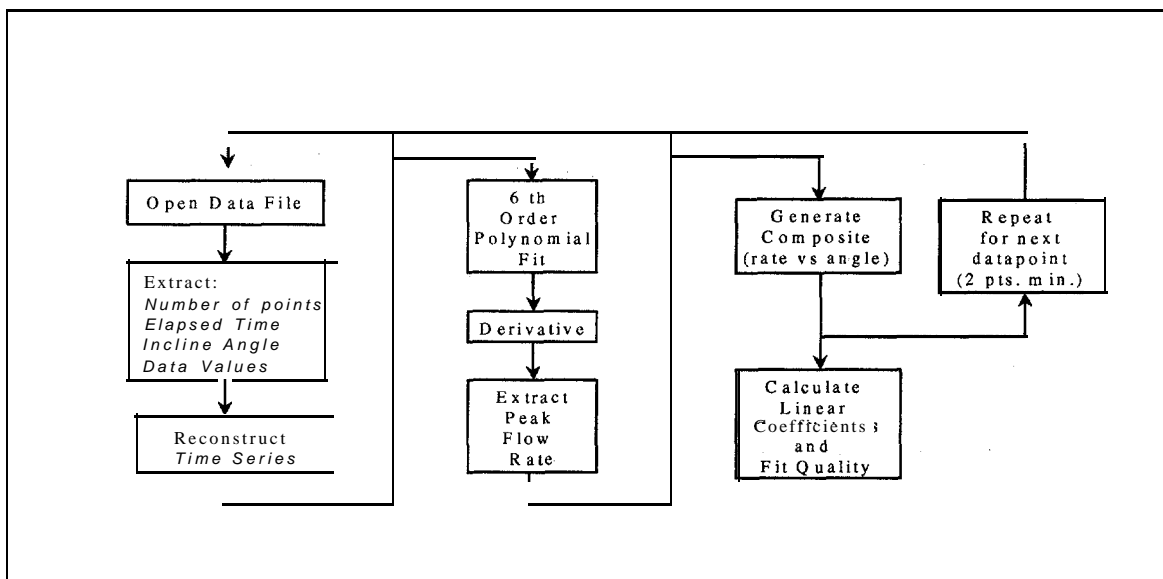 Open Data File
Extract:
Number of points
Elapsed Time
Incline Angle
Data Values
Reconstruct
Time Series
6 th
Order
Polynomial
Fit
Derivative
Extract
Peak
Flow
Rate
Generate
Composite
(rate vs angle)
Calculate
Linear
Coefficients
and
Fit Quality
Repeat
for next
datapoint
(2 pts. min.)